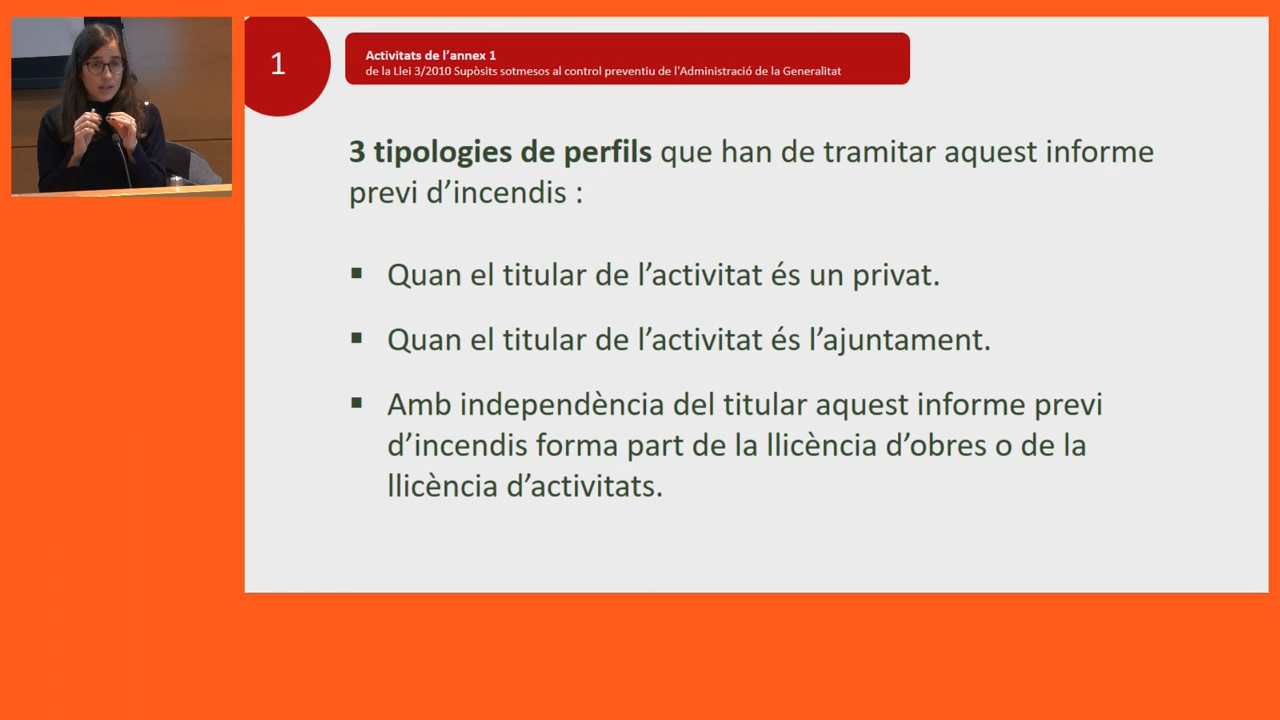 1
Activitats de l'annex 1
de la Llei 3/2010 Supòsits sotmesos al control preventiu de l'Administració de la Generalitat
3 tipologies de perfils que han de tramitar aquest informe
previ d'incendis :
▪ Quan el titular de l'activitat és un privat.
▪ Quan el titular de l'activitat és l'ajuntament.
▪ Amb independència del titular aquest informe previ
d'incendis forma part de la llicència d'obres o de la
llicència d'activitats.